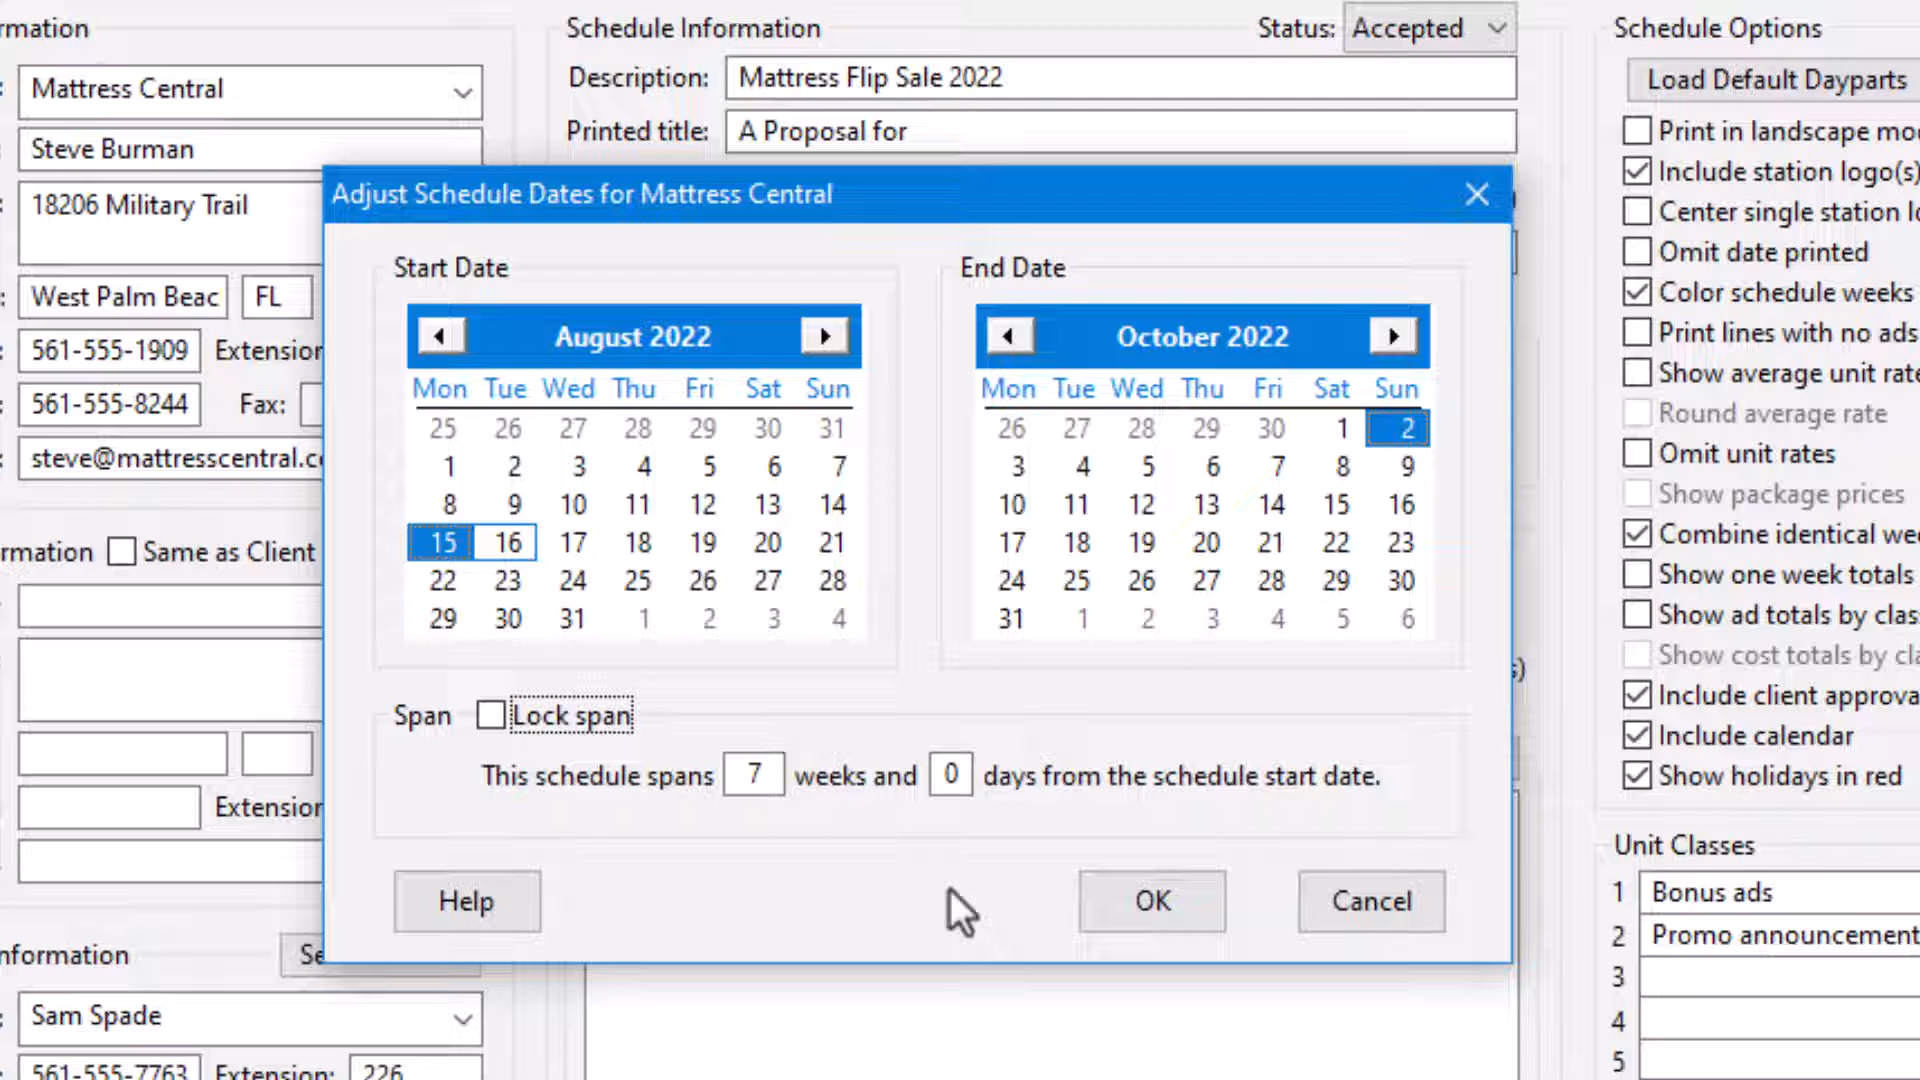 rmation
Mattress Central
Steve Burman
18206 Military Trail
West Palm Beac FL
561-555-1909 Extension
561-555-8244 Fax:
steve@mattresscentral.c
rmation Same as Client
Extension
nformation Se
Sam Spade
561-555-7763 Extension: 226
Schedule Information Status: Accepted
Description: Mattress Flip Sale 2022
Printed title: A Proposal for
Adjust Schedule Dates for Mattress Central
Start Date
August 2022
Mon Tue Wed Thu Fri Sat Sun
25 26 27 28 29 30 31
1 2 3 4 5 6 7
8 9 10 11 12 13 14
15 16 17 18 19 20 21
22 23 24 25 26 27 28
29 30 31 1 2 3 4
End Date
October 2022
Mon Tue Wed Thu Fri Sat Sun
26 27 28 29 30 1 2
3 4 5 6 7 8 9
10 11 12 13 14 15 16
17 18 19 20 21 22 23
24 25 26 27 28 29 30
31 1 2 3 4 5 6
Span Lock span
This schedule spans 7 weeks and 0 days from the schedule start date.
Help OK Cancel
s)
Schedule Options
Load Default Dayparts
Print in landscape mo
Include station logo(s)
Center single station l
Omit date printed
Color schedule weeks
Print lines with no ads
Show average unit rate
Round average rate
Omit unit rates
Show package prices
Combine identical wee
Show one week totals
Show ad totals by clas
Show cost totals by cla
Include client approva
Include calendar
Show holidays in red
Unit Classes
1 Bonus ads
2 Promo announcement
3
4
5